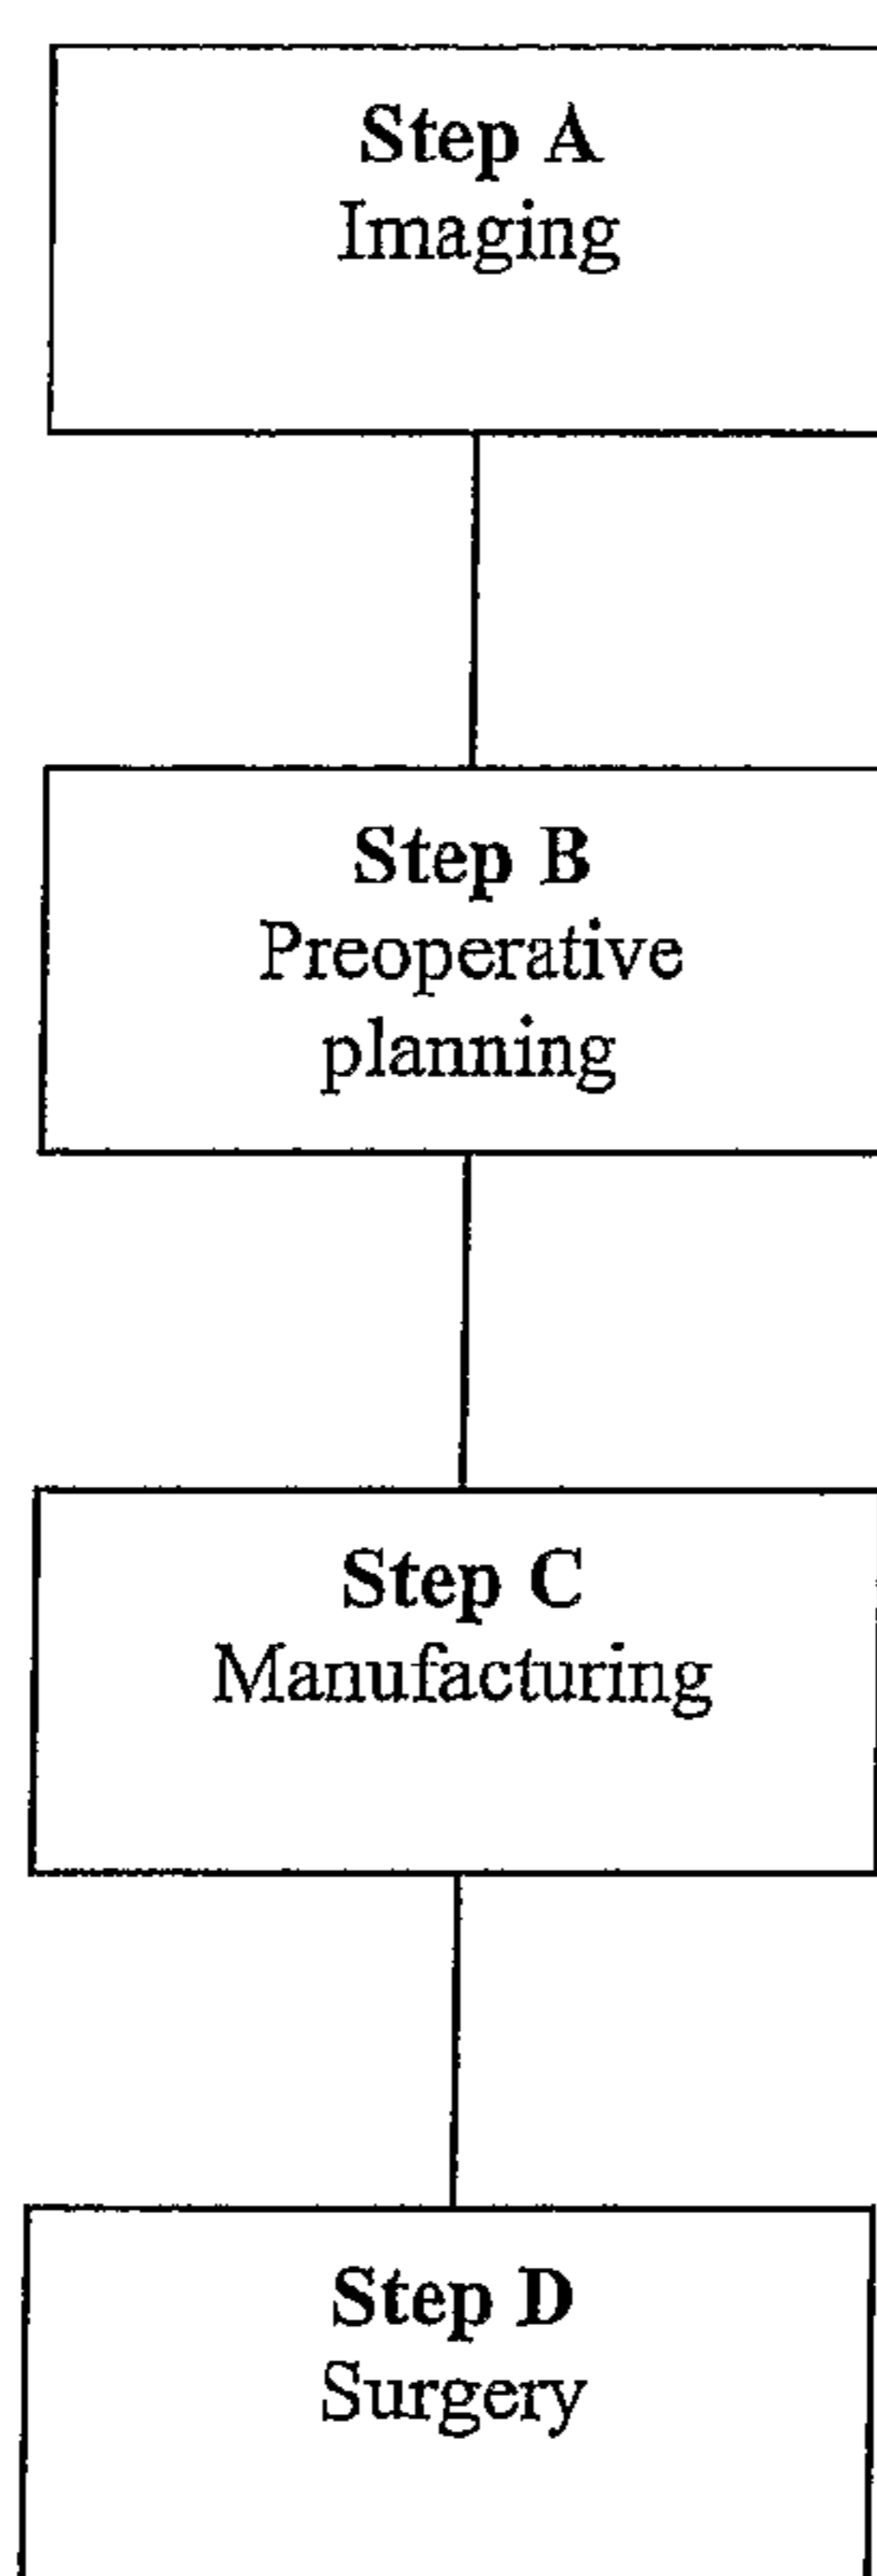 Step A
Imaging
Step B
Preoperative
planning
Step C
Manufacturing
Step D
Surgery